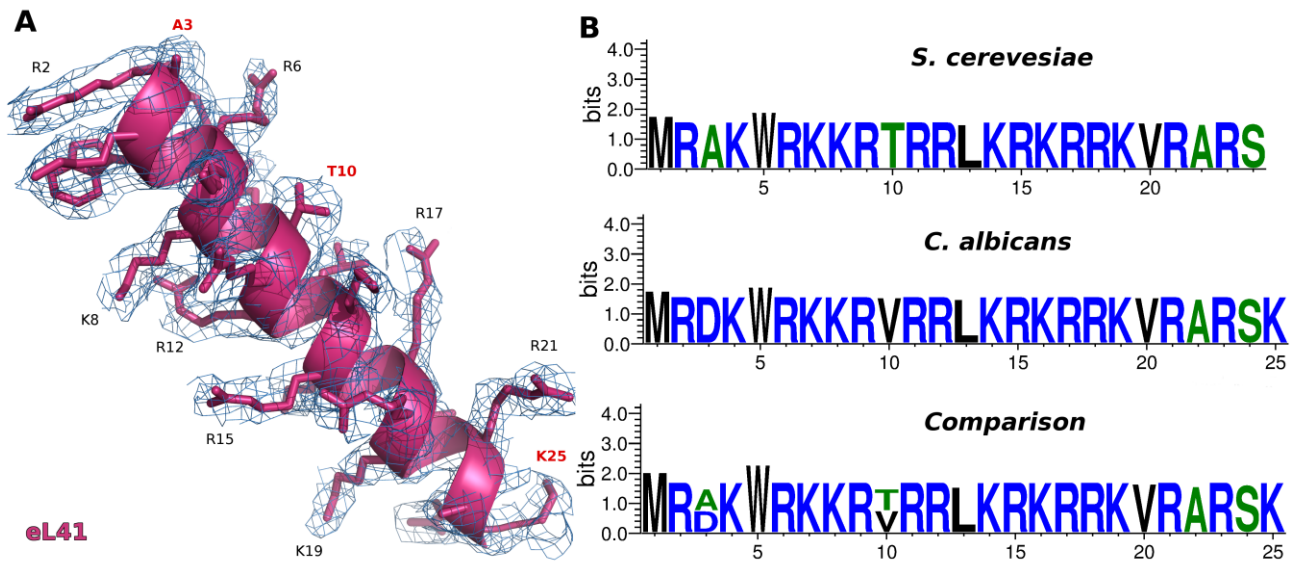 A
A3
R2
R6
T10
R17
K8
R12
R21
R15
K25
K19
eL41
B
S. cerevesiae
bits
4.0
3.0
2.0
1.0
0.0
MRAKWRKKRTRRLKRKRRKVRARS
5 10 15 20
C. albicans
bits
4.0
3.0
2.0
1.0
0.0
MRDKWRKKRVRRLKRKRRKVRARSK
5 10 15 20 25
Comparison
bits
4.0
3.0
2.0
1.0
0.0
A T
MRDKWRKKRVRRLKRKRRKVRARSK
5 10 15 20 25